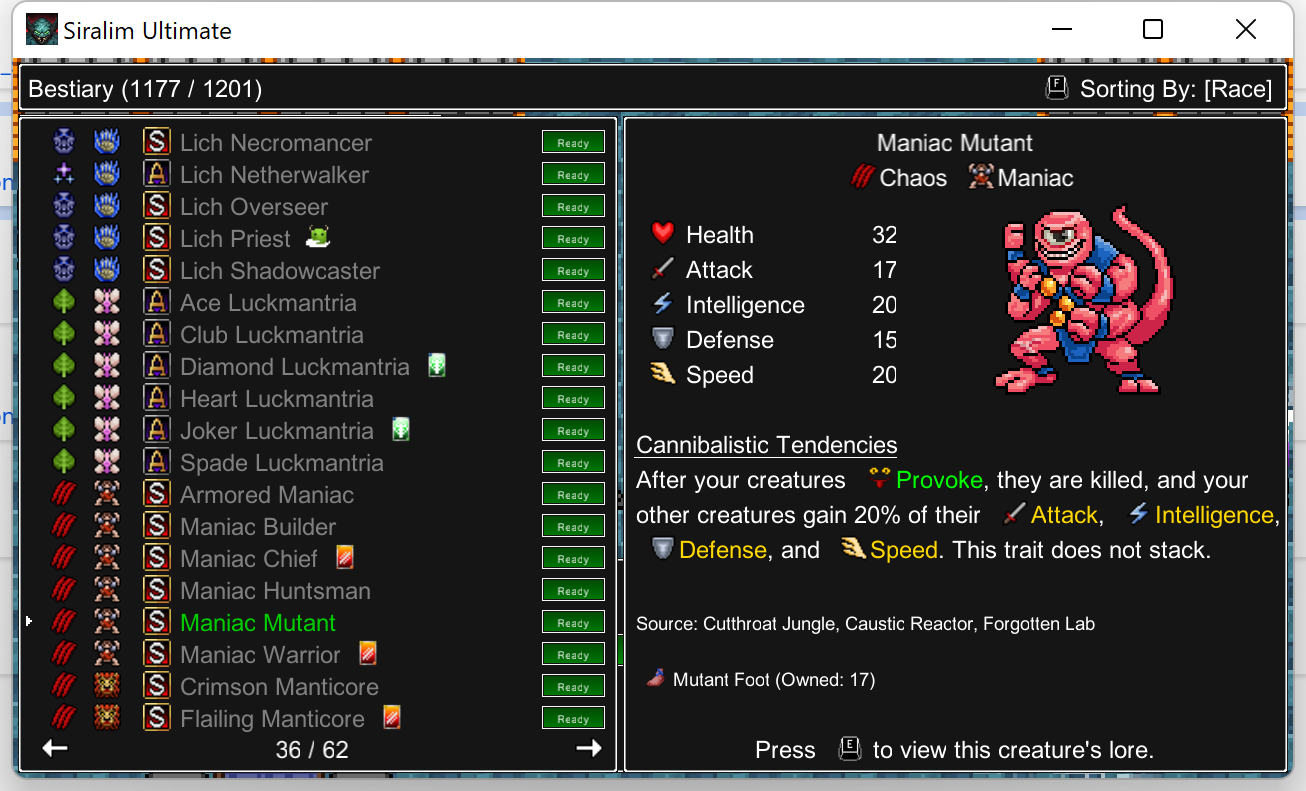 Siralim Ultimate
Bestiary (1177 / 1201)
F Sorting By: [Race]
S Lich Necromancer Ready
A Lich Netherwalker Ready
S Lich Overseer Ready
S Lich Priest Ready
S Lich Shadowcaster Ready
A Ace Luckmantria Ready
A Club Luckmantria Ready
A Diamond Luckmantria Ready
A Heart Luckmantria Ready
A Joker Luckmantria Ready
A Spade Luckmantria Ready
S Armored Maniac Ready
S Maniac Builder Ready
S Maniac Chief Ready
S Maniac Huntsman Ready
S Maniac Mutant Ready
S Maniac Warrior Ready
S Crimson Manticore Ready
S Flailing Manticore Ready
36 / 62
Maniac Mutant
Chaos Maniac
Health 32
Attack 17
Intelligence 20
Defense 15
Speed 20
Cannibalistic Tendencies
After your creatures Provoke, they are killed, and your
other creatures gain 20% of their Attack, Intelligence,
Defense, and Speed. This trait does not stack.
Source: Cutthroat Jungle, Caustic Reactor, Forgotten Lab
Mutant Foot (Owned: 17)
Press E to view this creature's lore.